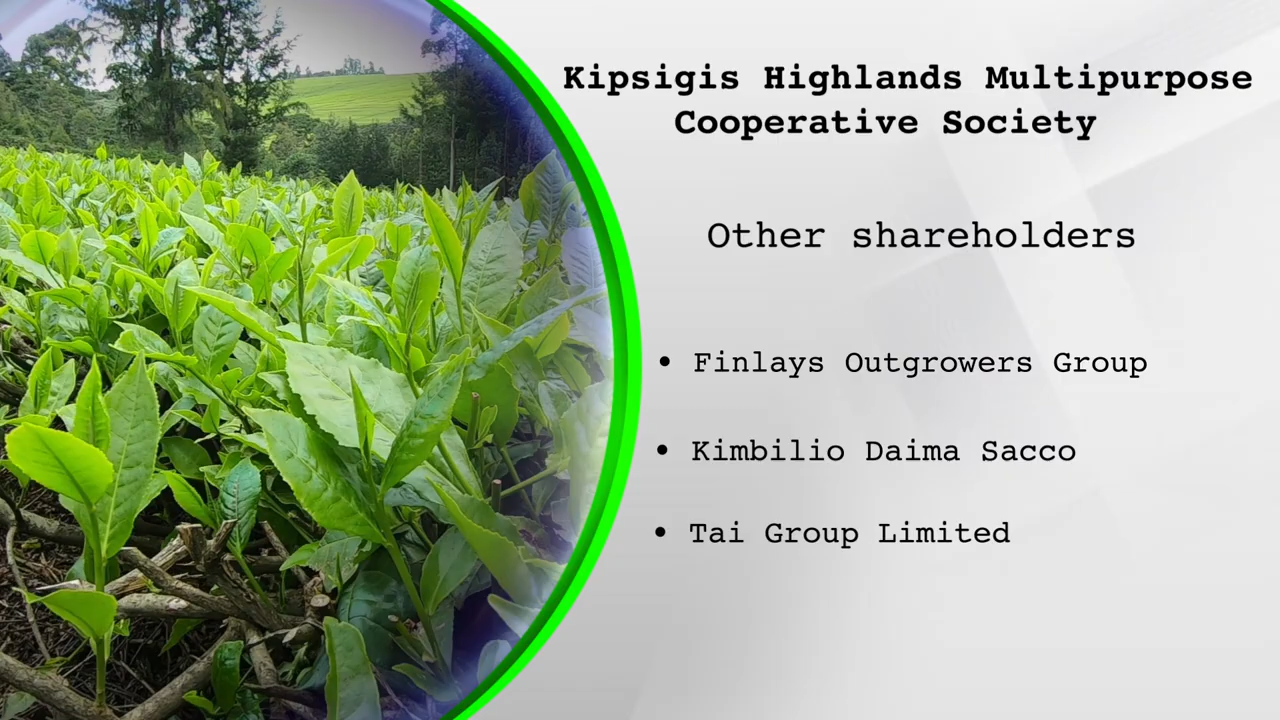 Kipsigis Highlands Multipurpose
Cooperative Society
Other shareholders
• Finlays Outgrowers Group
• Kimbilio Daima Sacco
• Tai Group Limited